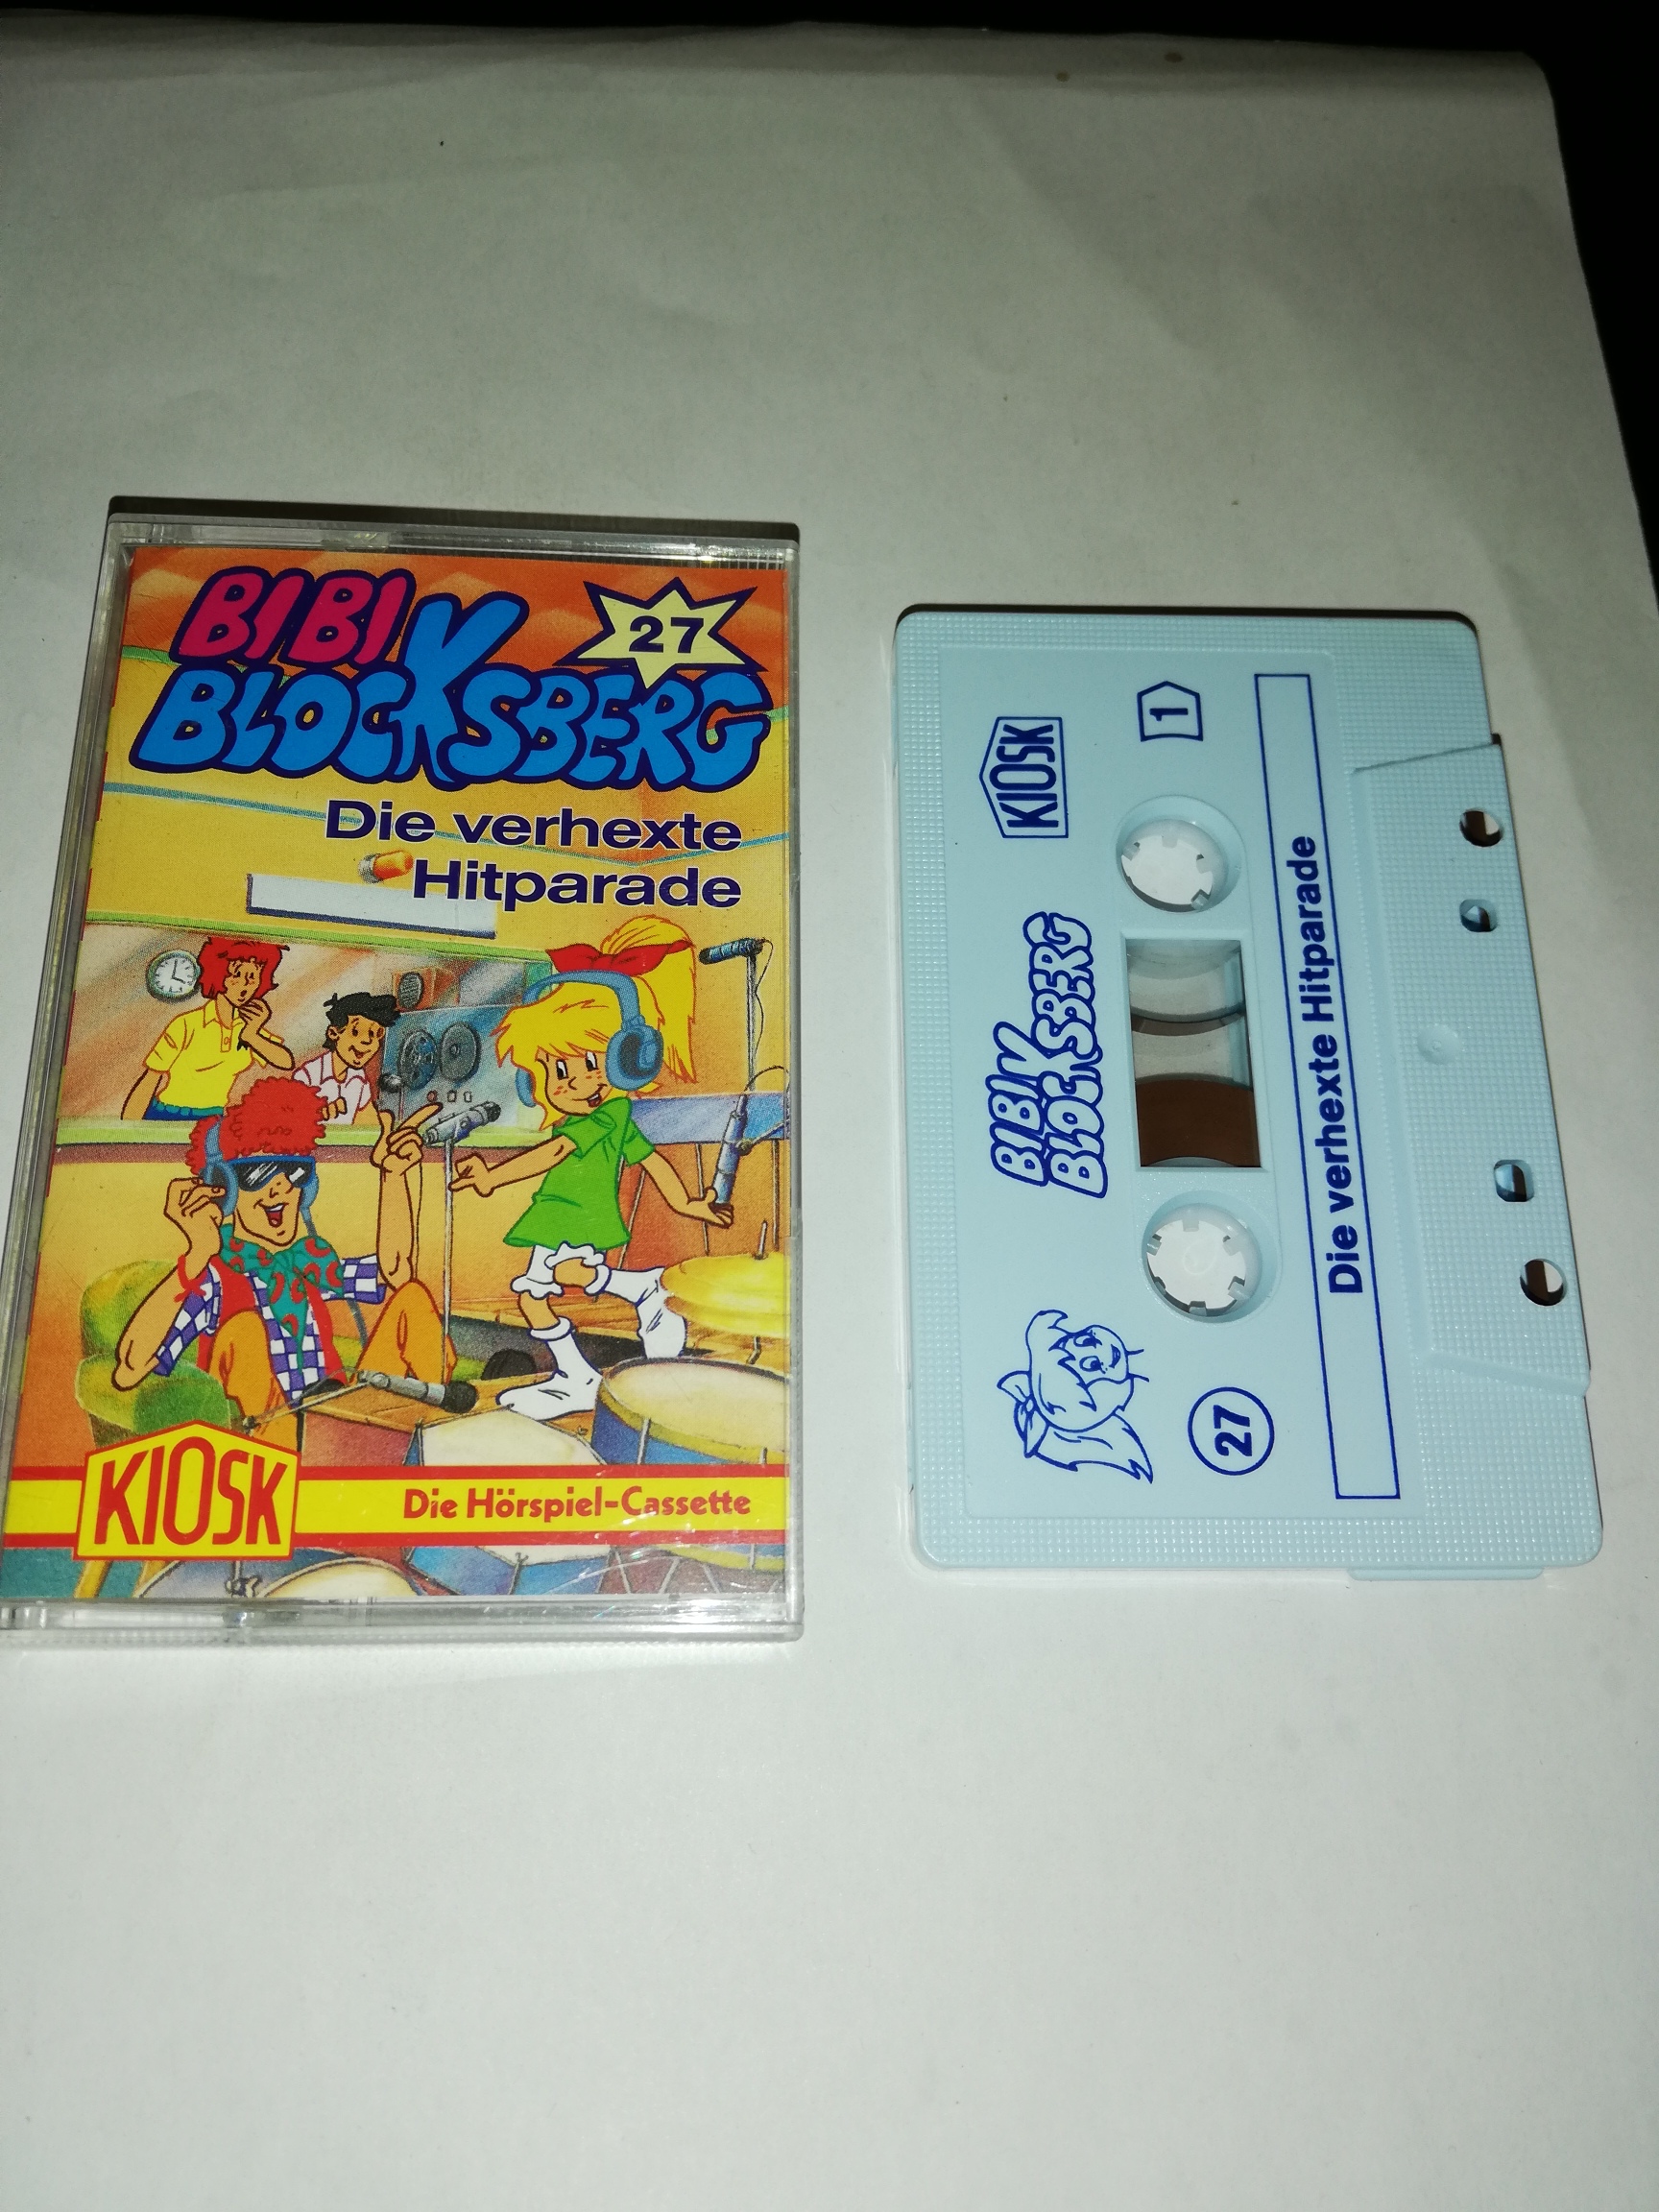 BIBI
BLOCKSBERG
27
Die verhexte
Hitparade
KIOSK
Die Hörspiel-Cassette
KIOSK
1
BIBI
BLOCKSBERG
27
Die verhexte Hitparade